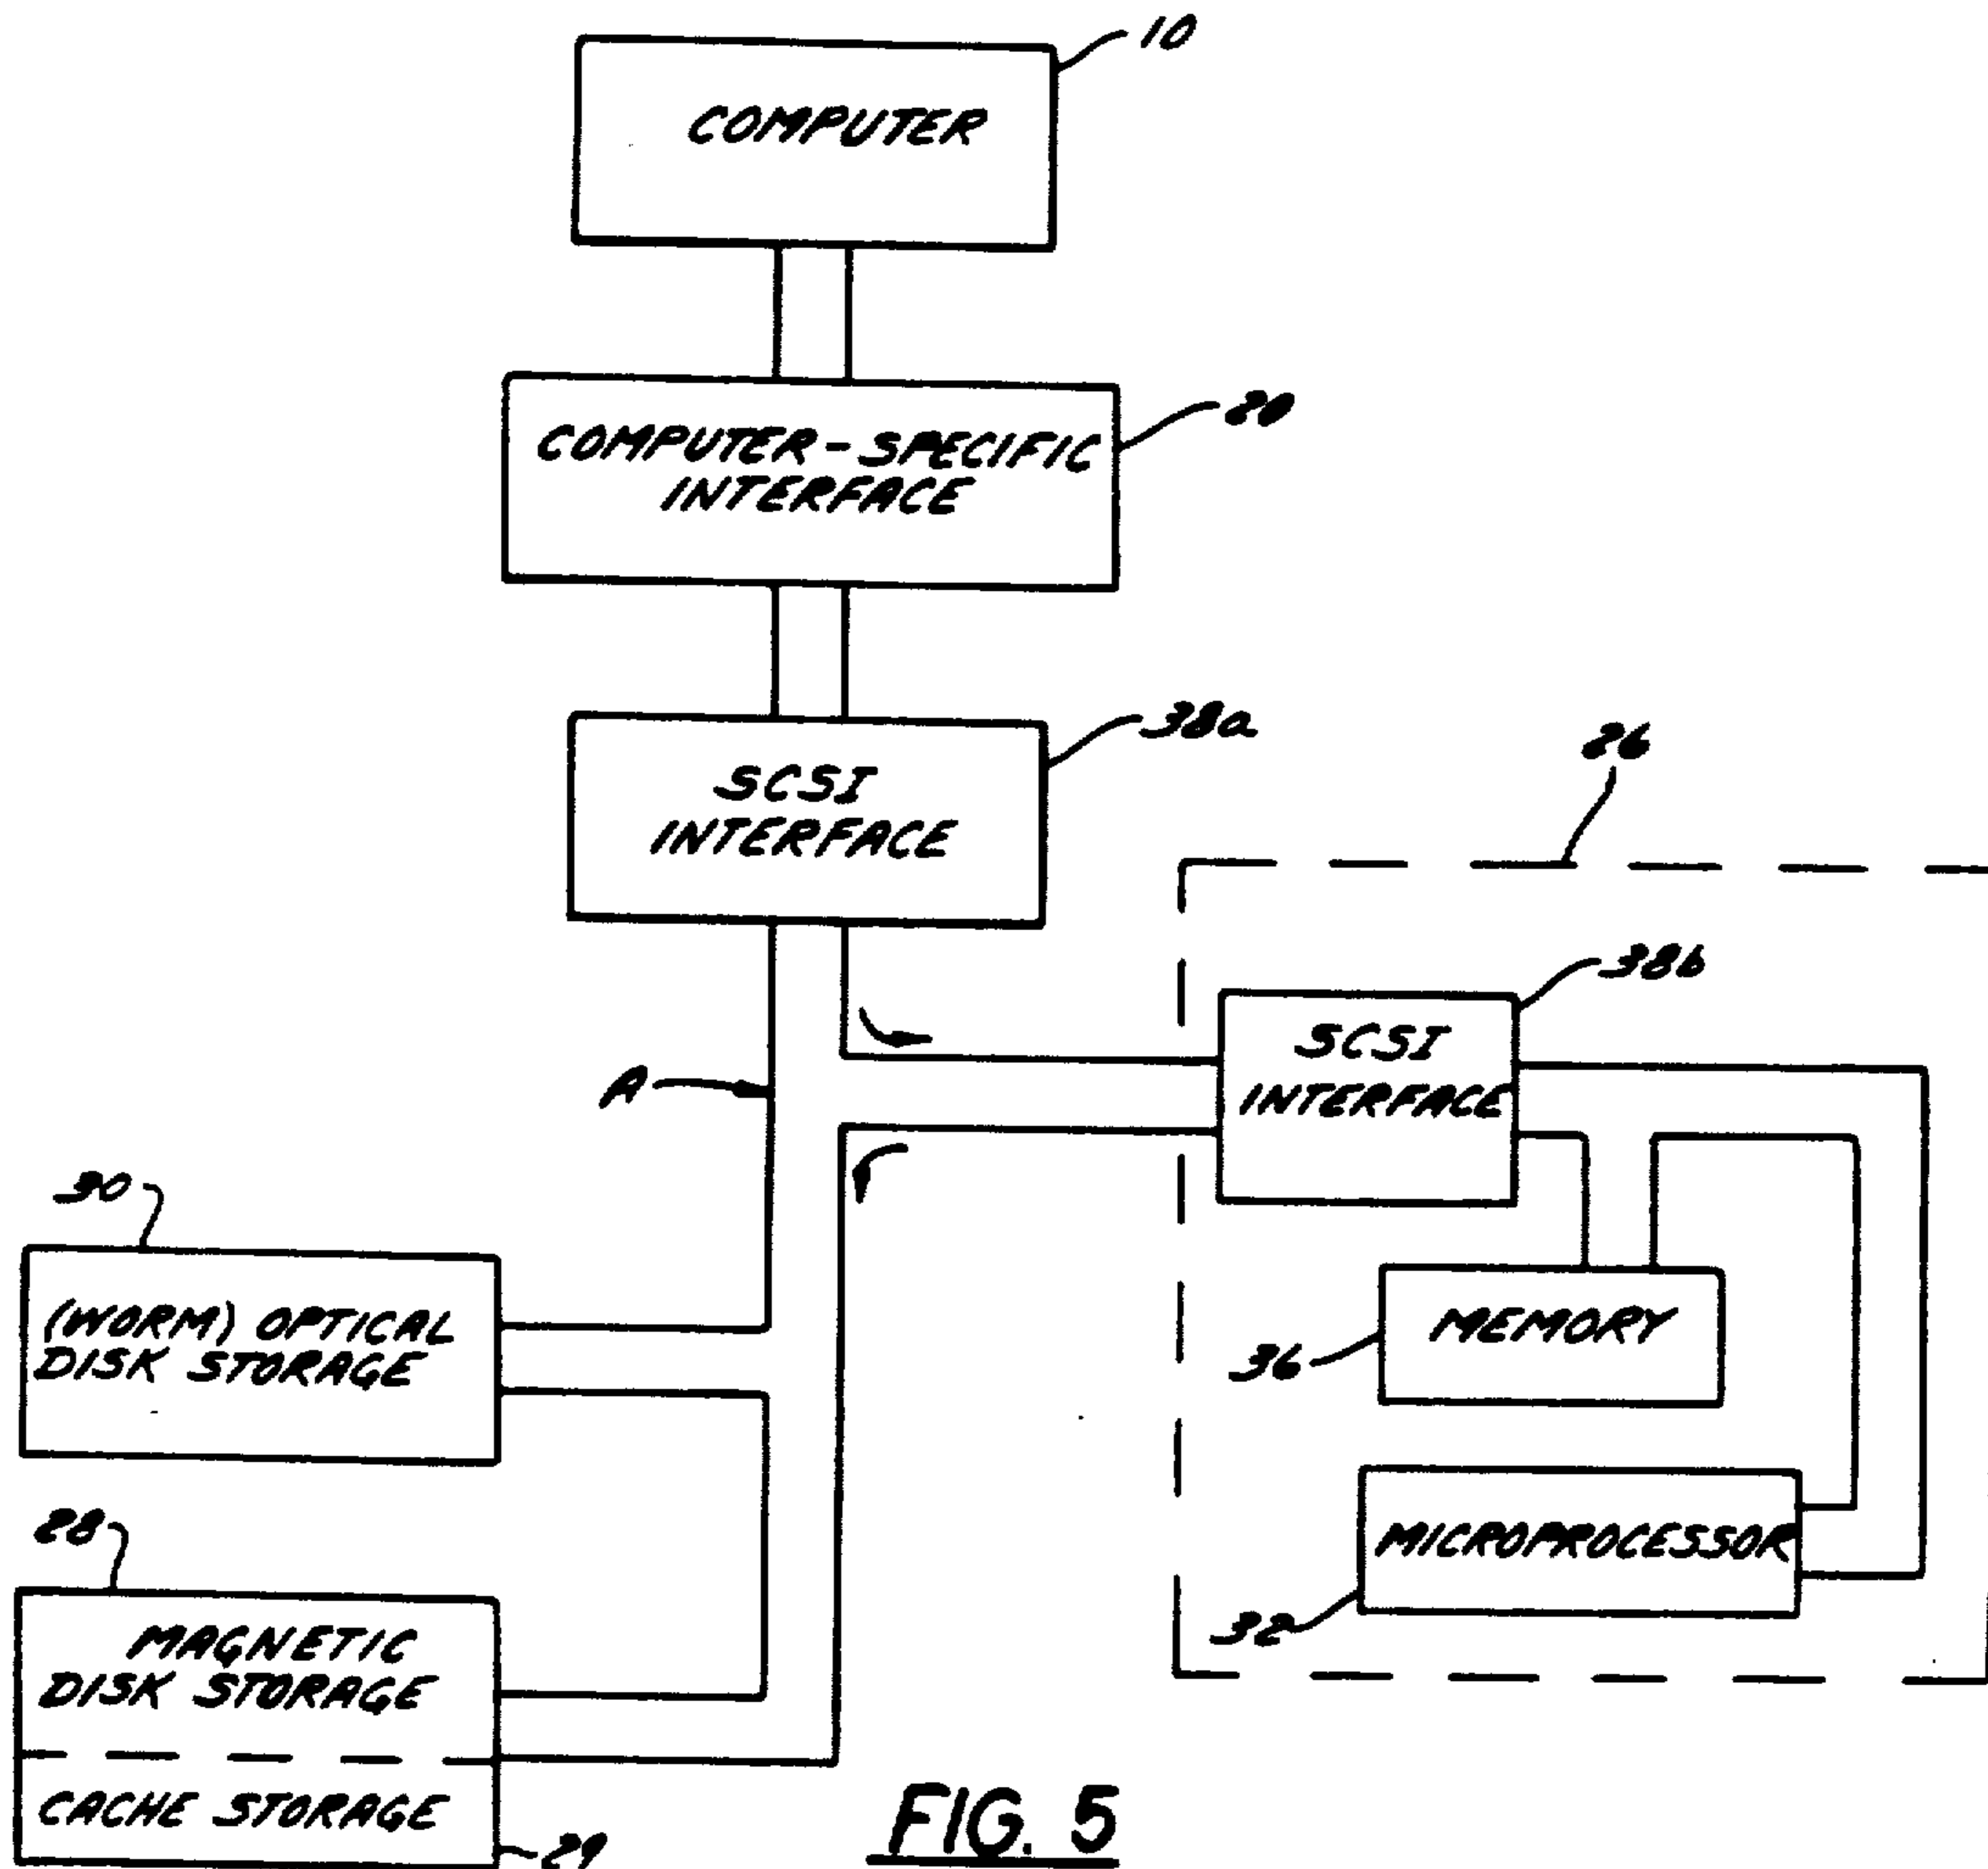 10
COMPUTER
20
COMPUTER-SPECIFIC
INTERFACE
38a
SCSI
INTERFACE
26
38b
SCSI
INTERFACE
A
30
(WORM) OPTICAL
DISK STORAGE
MEMORY
36
28
MICROPROCESSOR
32
MAGNETIC
DISK STORAGE
CACHE STORAGE
29
FIG. 5